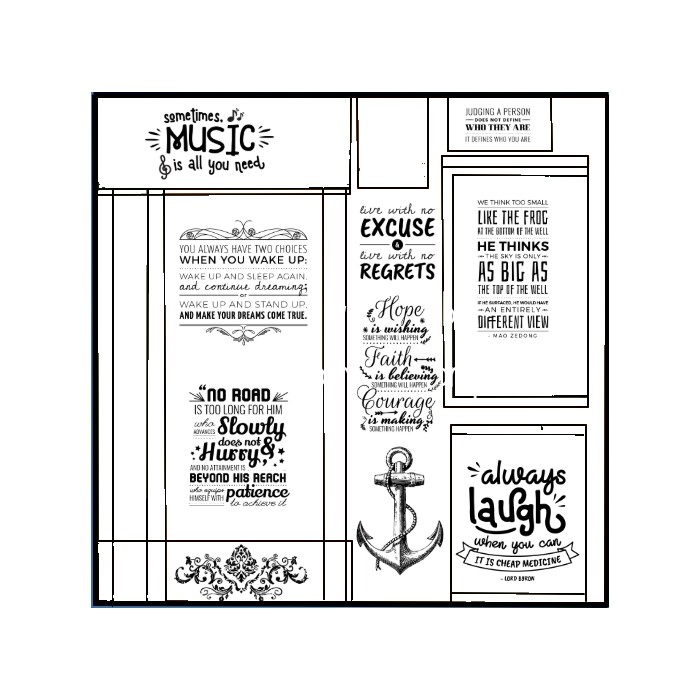 sometimes,
MUSIC
is all you need
JUDGING A PERSON
DOES NOT DEFINE
WHO THEY ARE
IT DEFINES WHO YOU ARE
YOU ALWAYS HAVE TWO CHOICES
WHEN YOU WAKE UP:
WAKE UP AND SLEEP AGAIN,
and continue dreaming;
or
WAKE UP AND STAND UP,
AND MAKE YOUR DREAMS COME TRUE.
"NO ROAD
IS TOO LONG FOR HIM
who
ADVANCES Slowly
does not
Hurry &
AND NO ATTAINMENT IS
BEYOND HIS REACH
who equips
HIMSELF WITH patience
to achieve it
live with no
EXCUSE
&
live with no
REGRETS
Hope
is wishing
SOMETHING WILL HAPPEN
Faith
is believing
SOMETHING WILL HAPPEN
Courage
is making
SOMETHING HAPPEN
WE THINK TOO SMALL
LIKE THE FROG
AT THE BOTTOM OF THE WELL
HE THINKS
THE SKY IS ONLY
AS BIG AS
THE TOP OF THE WELL
IF HE SURFACED, HE WOULD HAVE
AN ENTIRELY
DIFFERENT VIEW
- MAO ZEDONG
always
laugh
when you can
IT IS CHEAP MEDICINE
- LORD BYRON